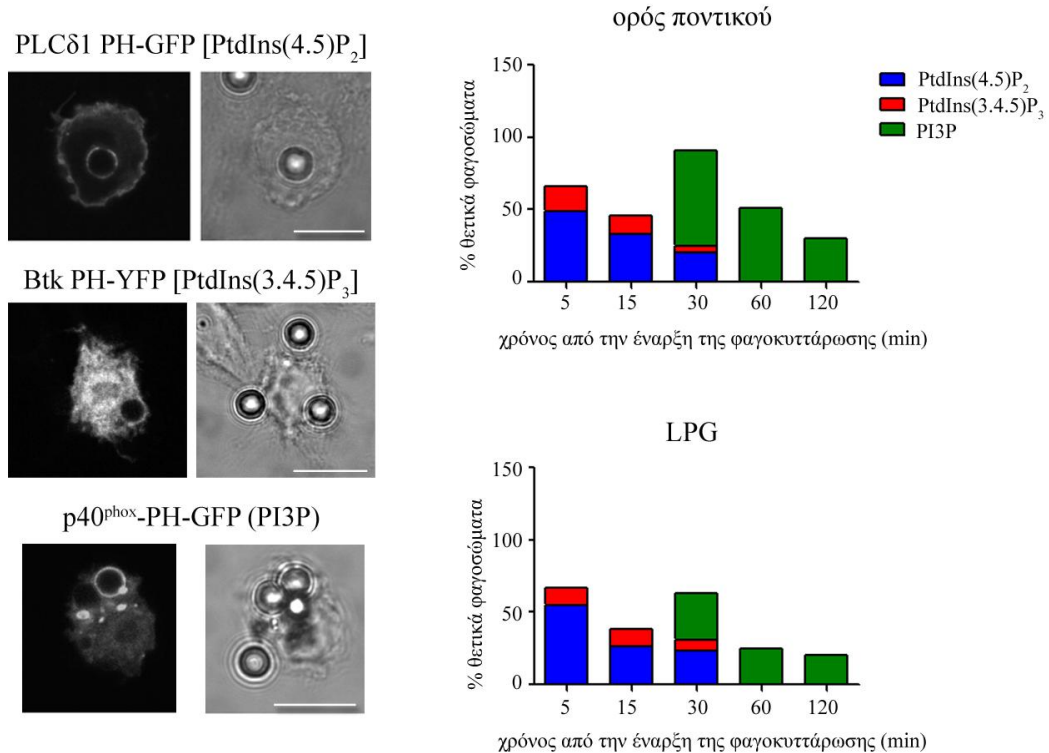 PLCδ1 PH-GFP [PtdIns(4.5)P₂]
Btk PH-YFP [PtdIns(3.4.5)P₃]
p40ᵖʰᵒˣ-PH-GFP (PI3P)
ορός ποντικού
% θετικά φαγοσώματα
150
100
50
0
5 15 30 60 120
χρόνος από την έναρξη της φαγοκυττάρωσης (min)
PtdIns(4.5)P₂
PtdIns(3.4.5)P₃
PI3P
LPG
% θετικά φαγοσώματα
150
100
50
0
5 15 30 60 120
χρόνος από την έναρξη της φαγοκυττάρωσης (min)